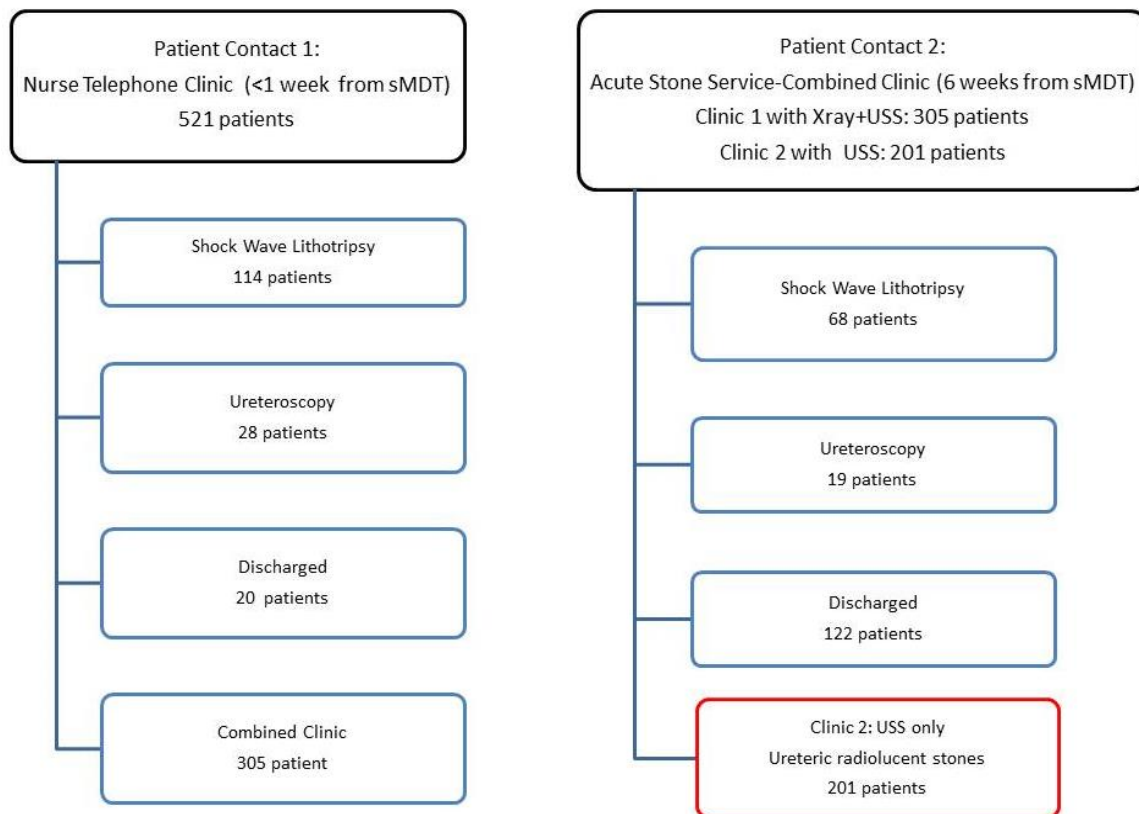 Patient Contact 1:
Nurse Telephone Clinic (<1 week from sMDT)
521 patients
Shock Wave Lithotripsy
114 patients
Ureteroscopy
28 patients
Discharged
20 patients
Combined Clinic
305 patient
Patient Contact 2:
Acute Stone Service-Combined Clinic (6 weeks from sMDT)
Clinic 1 with Xray+USS: 305 patients
Clinic 2 with USS: 201 patients
Shock Wave Lithotripsy
68 patients
Ureteroscopy
19 patients
Discharged
122 patients
Clinic 2: USS only
Ureteric radiolucent stones
201 patients